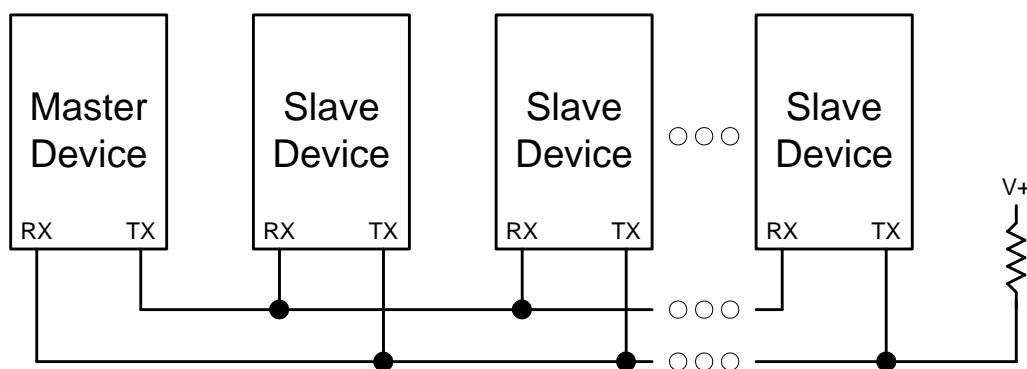 Master
Device
Slave
Device
Slave
Device
Slave
Device
V+
RX TX
RX TX
RX TX
RX TX